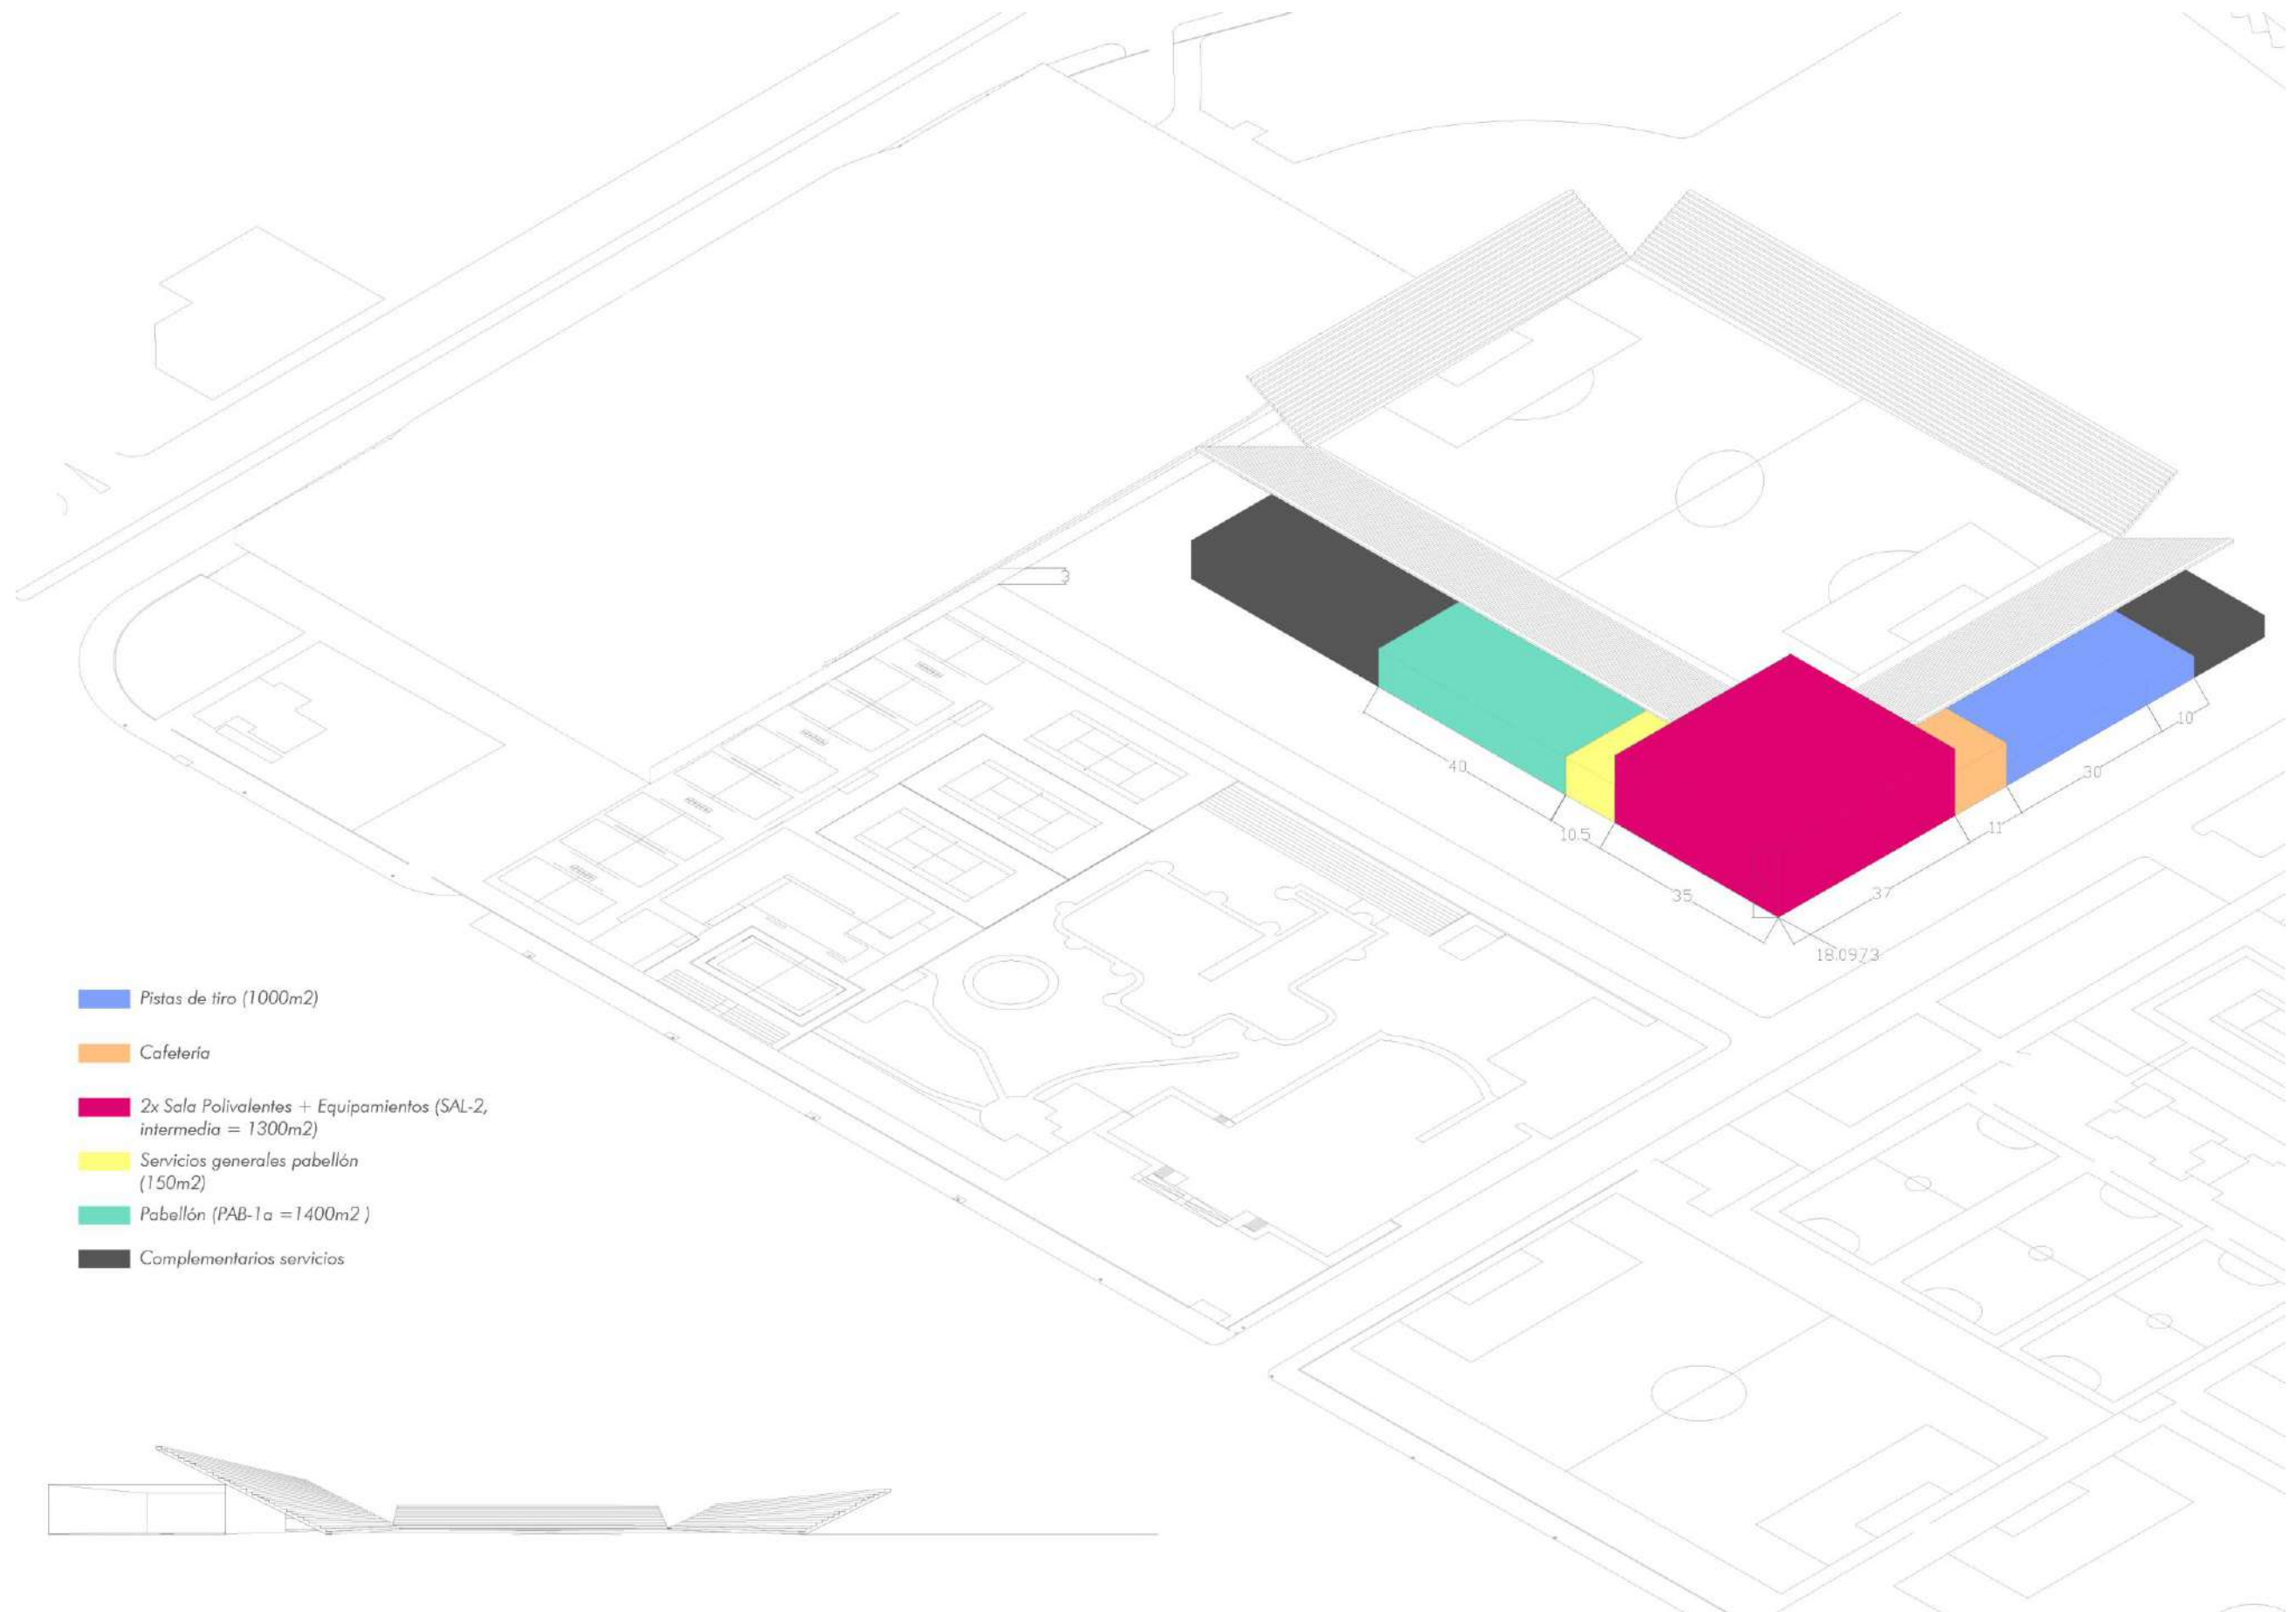 3
40
10.5
35
18.0973
37
11
30
10
Pistas de tiro (1000m2)
Cafetería
2x Sala Polivalentes + Equipamientos (SAL-2,
intermedia = 1300m2)
Servicios generales pabellón
(150m2)
Pabellón (PAB-1a =1400m2 )
Complementarios servicios